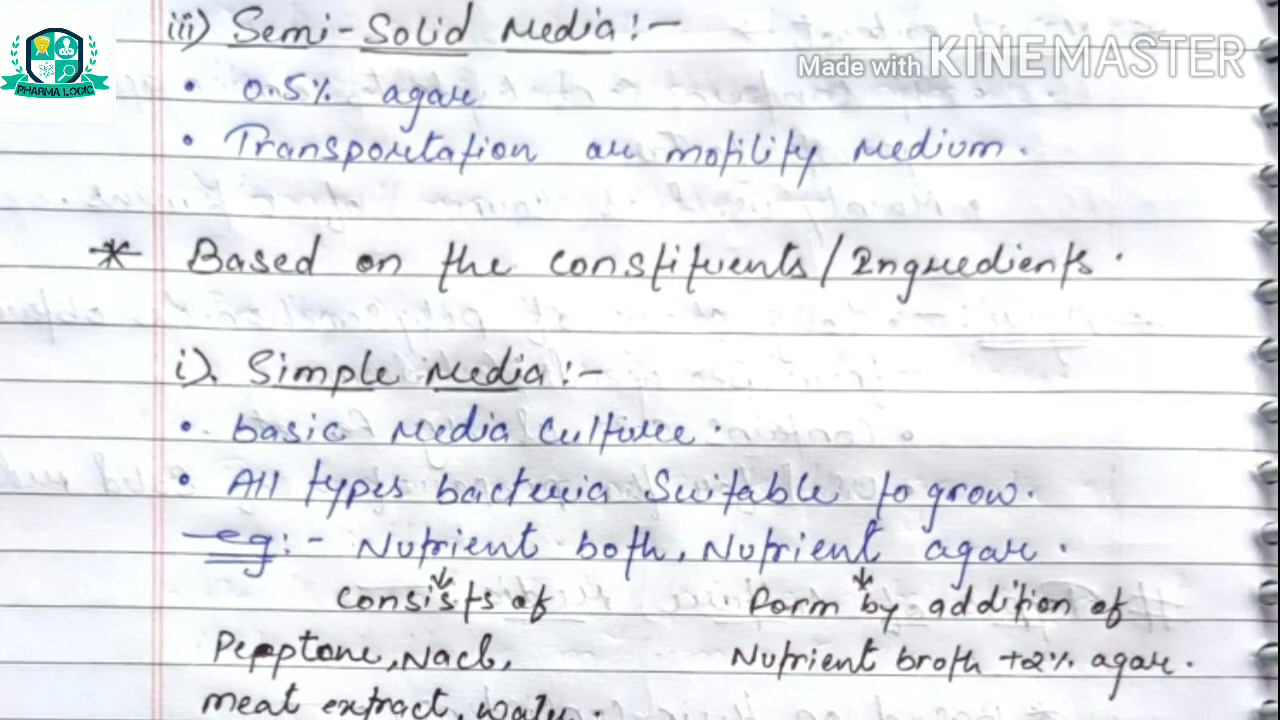 iii) Semi-Solid Media:-
Made with KINEMASTER
PHARMA LOGIC
• 0.5% agar
• Transportation au motility medium.
* Based on the constituents/Ingredients.
i). Simple Media:-
• basic Media Culture.
• All types bacteria Suitable to grow.
eg:- Nutrient both, Nutrient agar.
Consists of
form by addition of
Pepptone, Nacl,
Nutrient broth +2% agar.
meat extract, water.